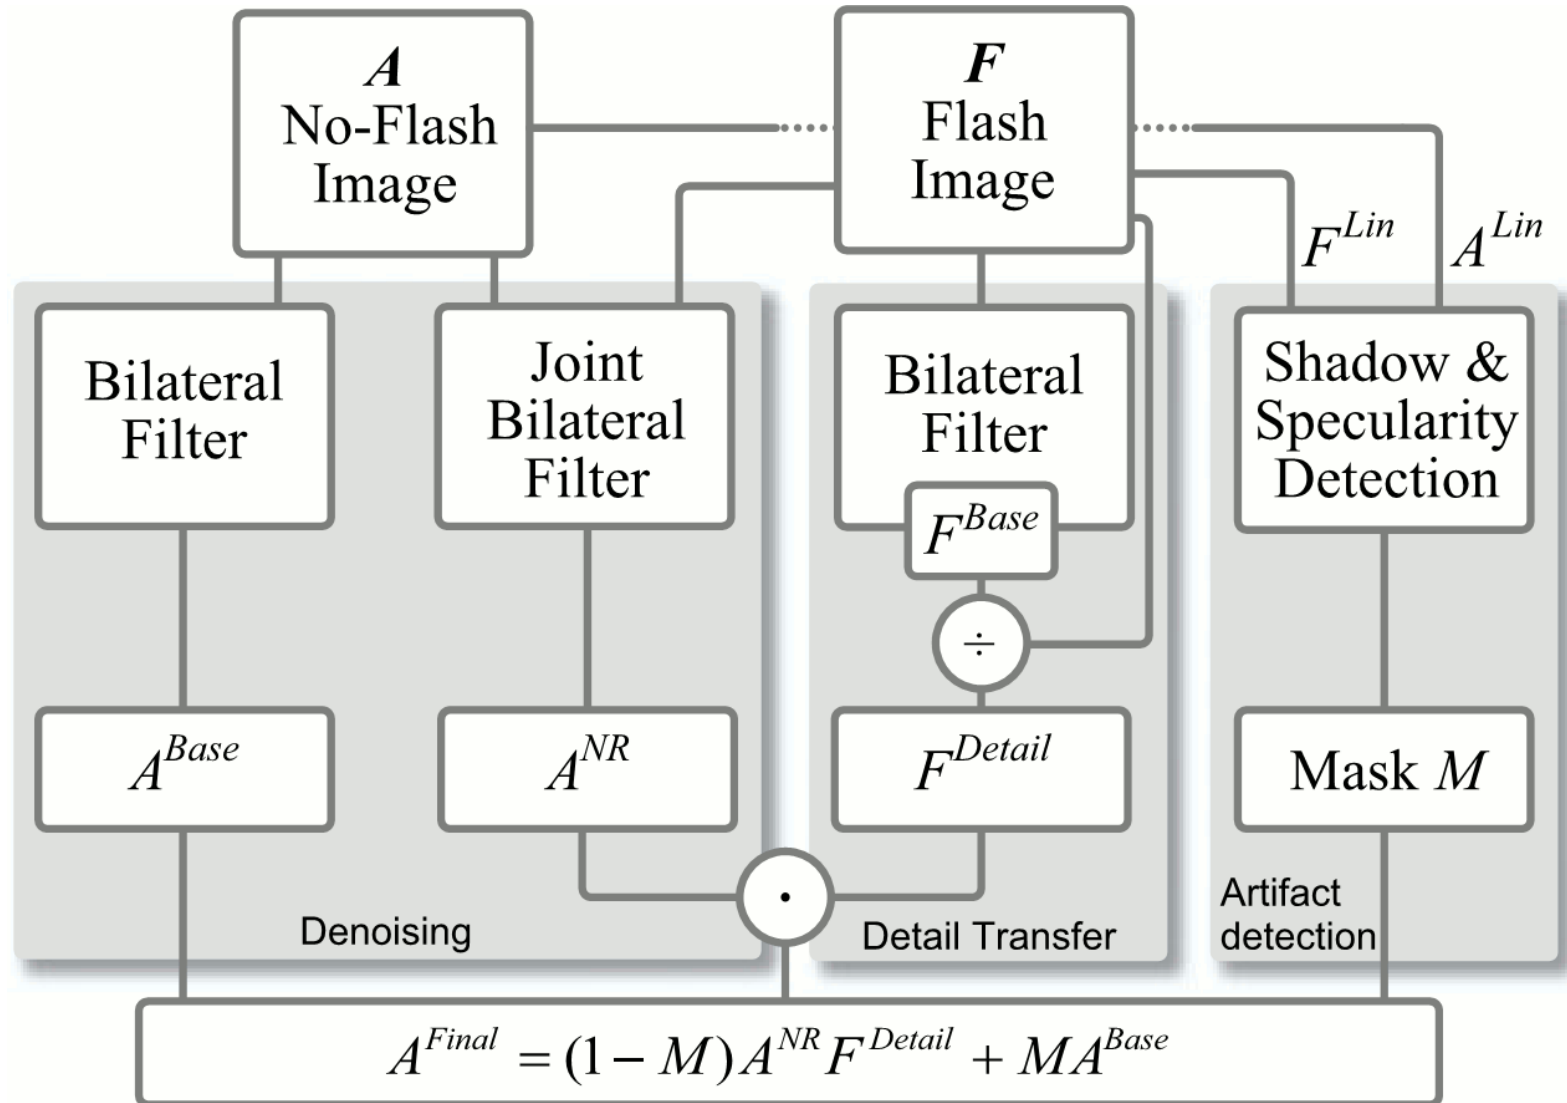 A
No-Flash
Image
F
Flash
Image
F^{Lin}
A^{Lin}
Bilateral
Filter
Joint
Bilateral
Filter
Bilateral
Filter
F^{Base}
÷
Shadow &
Specularity
Detection
A^{Base}
A^{NR}
F^{Detail}
Mask M
·
Denoising
Detail Transfer
Artifact
detection
A^{Final} = (1 − M) A^{NR} F^{Detail} + MA^{Base}